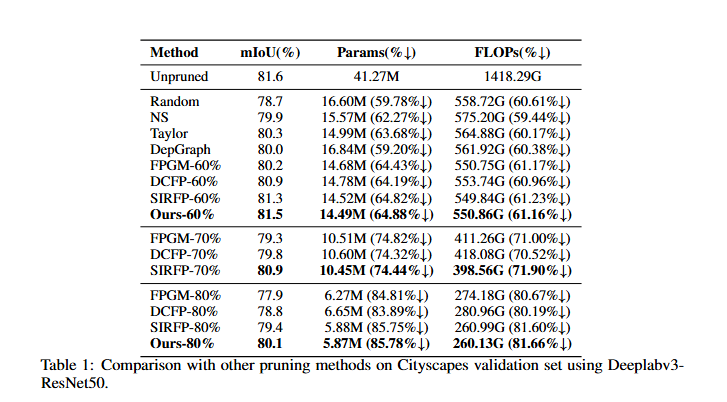 Method mIoU(%) Params(%↓) FLOPs(%↓)
Unpruned 81.6 41.27M 1418.29G
Random 78.7 16.60M (59.78%↓) 558.72G (60.61%↓)
NS 79.9 15.57M (62.27%↓) 575.20G (59.44%↓)
Taylor 80.3 14.99M (63.68%↓) 564.88G (60.17%↓)
DepGraph 80.0 16.84M (59.20%↓) 561.92G (60.38%↓)
FPGM-60% 80.2 14.68M (64.43%↓) 550.75G (61.17%↓)
DCFP-60% 80.9 14.78M (64.19%↓) 553.74G (60.96%↓)
SIRFP-60% 81.3 14.52M (64.82%↓) 549.84G (61.23%↓)
Ours-60% 81.5 14.49M (64.88%↓) 550.86G (61.16%↓)
FPGM-70% 79.3 10.51M (74.82%↓) 411.26G (71.00%↓)
DCFP-70% 79.8 10.60M (74.32%↓) 418.08G (70.52%↓)
SIRFP-70% 80.9 10.45M (74.44%↓) 398.56G (71.90%↓)
FPGM-80% 77.9 6.27M (84.81%↓) 274.18G (80.67%↓)
DCFP-80% 78.8 6.65M (83.89%↓) 280.96G (80.19%↓)
SIRFP-80% 79.4 5.88M (85.75%↓) 260.99G (81.60%↓)
Ours-80% 80.1 5.87M (85.78%↓) 260.13G (81.66%↓)
Table 1: Comparison with other pruning methods on Cityscapes validation set using Deeplabv3-
ResNet50.